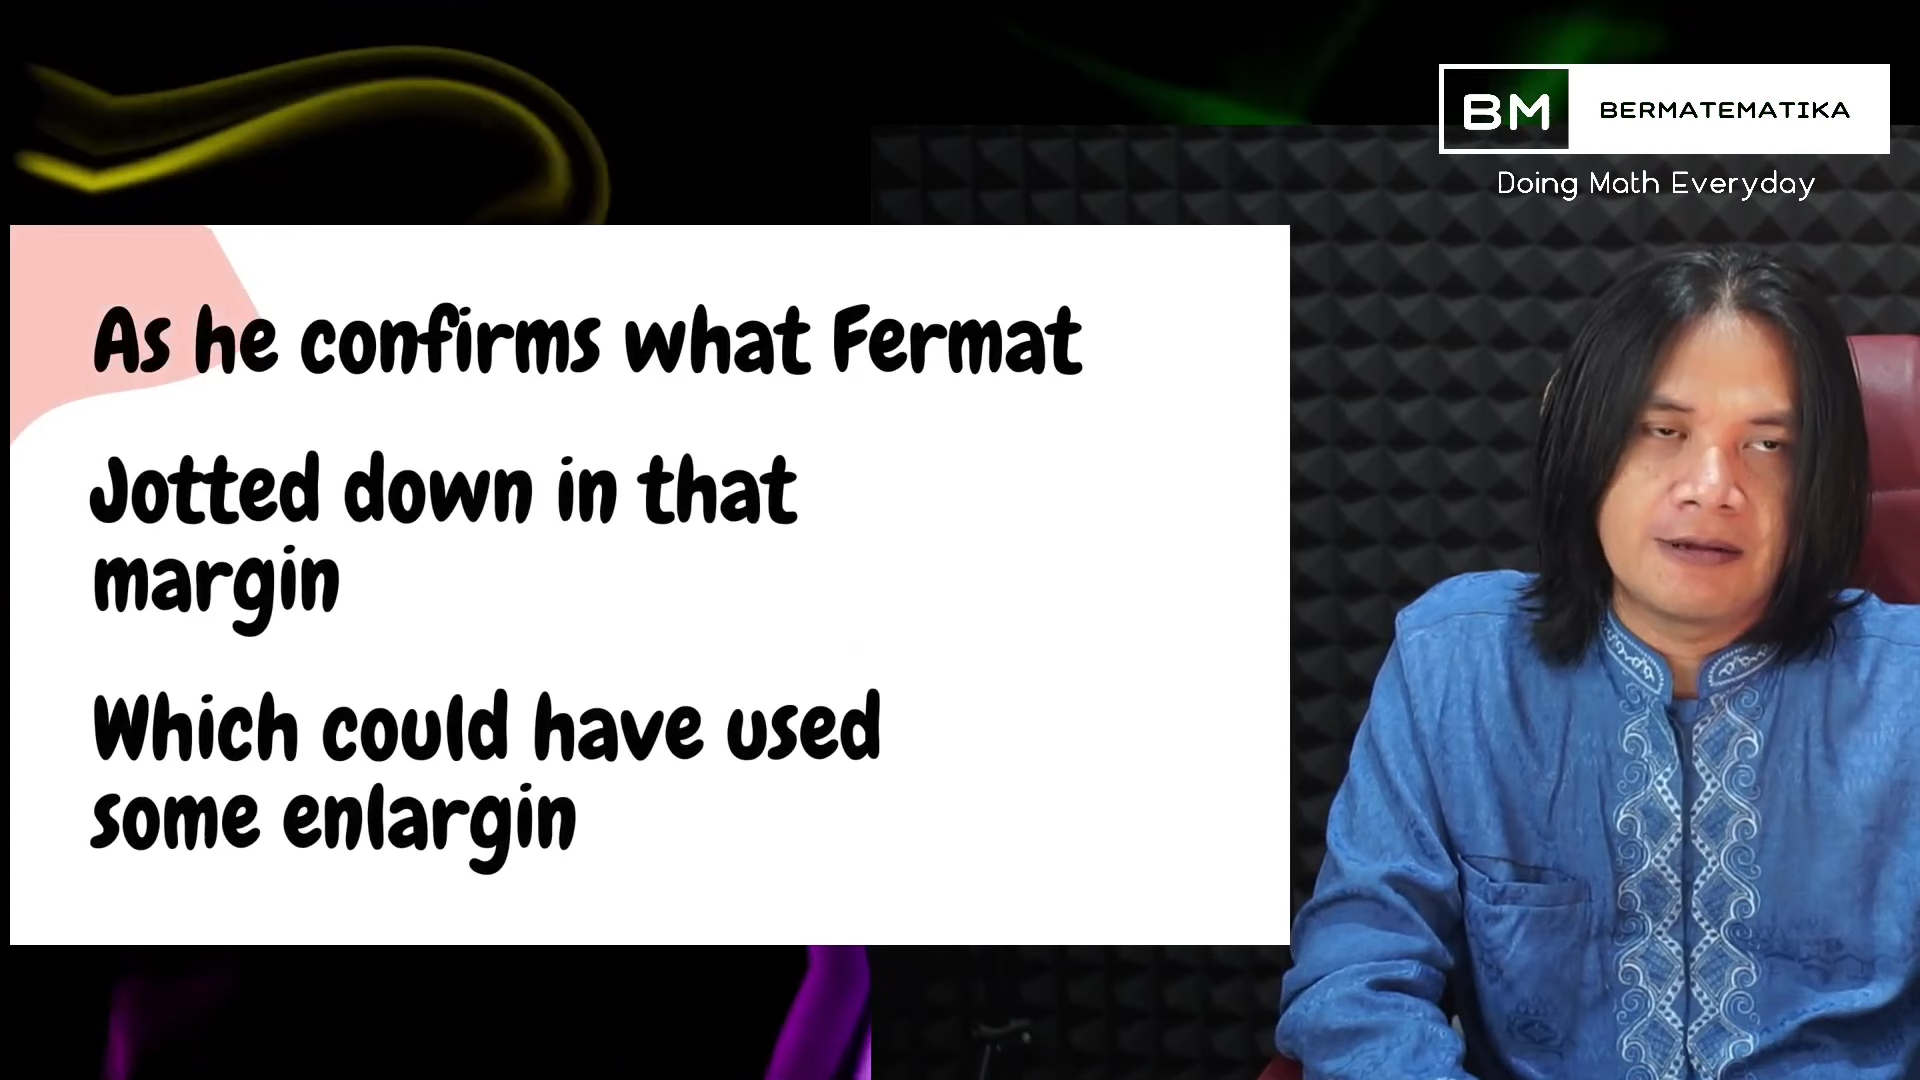 BM
BERMATEMATIKA
Doing Math Everyday
As he confirms what Fermat
Jotted down in that
margin
Which could have used
some enlargin